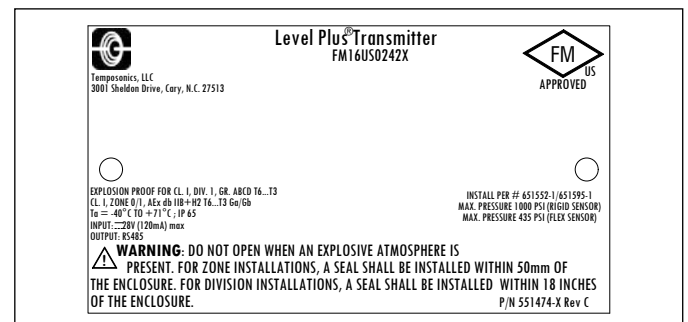 Level Plus® Transmitter
FM16US0242X
FM
US
APPROVED
Temposonics, LLC
3001 Sheldon Drive, Cary, N.C. 27513
EXPLOSION PROOF FOR CL. I, DIV. 1, GR. ABCD T6...T3
CL. I, ZONE 0/1, AEx db IIB+H2 T6...T3 Ga/Gb
Ta = -40°C TO +71°C ; IP 65
INPUT: ⎓28V (120mA) max
OUTPUT: RS485
INSTALL PER # 651552-1/651595-1
MAX. PRESSURE 1000 PSI (RIGID SENSOR)
MAX. PRESSURE 435 PSI (FLEX SENSOR)
WARNING: DO NOT OPEN WHEN AN EXPLOSIVE ATMOSPHERE IS
PRESENT. FOR ZONE INSTALLATIONS, A SEAL SHALL BE INSTALLED WITHIN 50mm OF
THE ENCLOSURE. FOR DIVISION INSTALLATIONS, A SEAL SHALL BE INSTALLED WITHIN 18 INCHES
OF THE ENCLOSURE.
P/N 551474-X Rev C